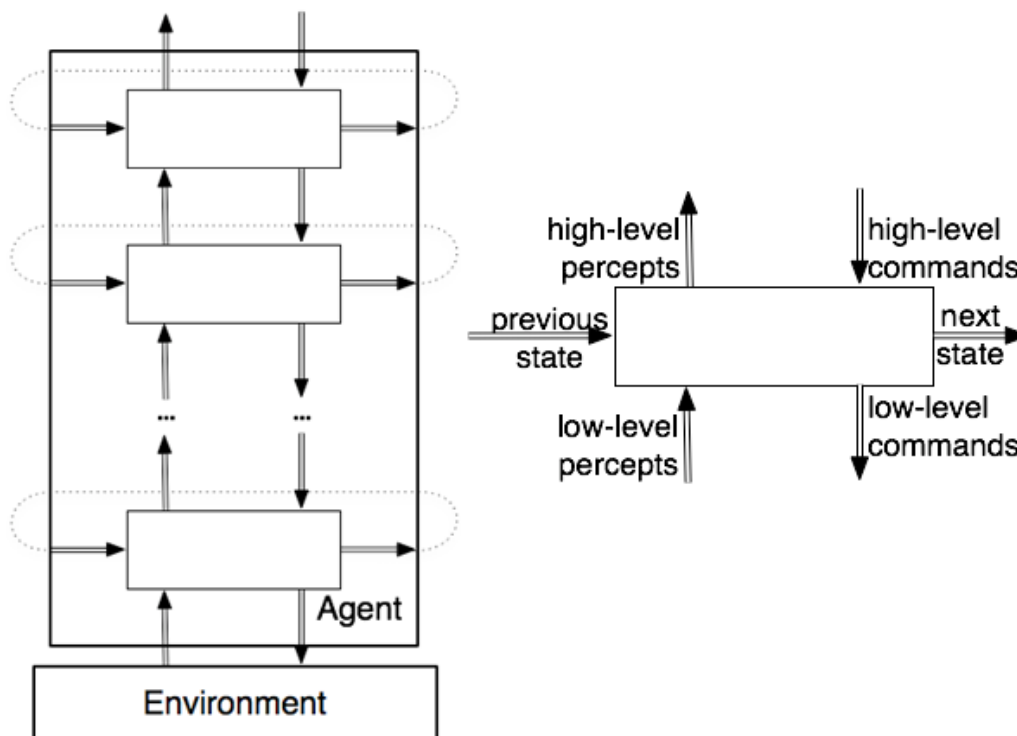 high-level
percepts
high-level
commands
previous
state
next
state
...
...
low-level
percepts
low-level
commands
Agent
Environment